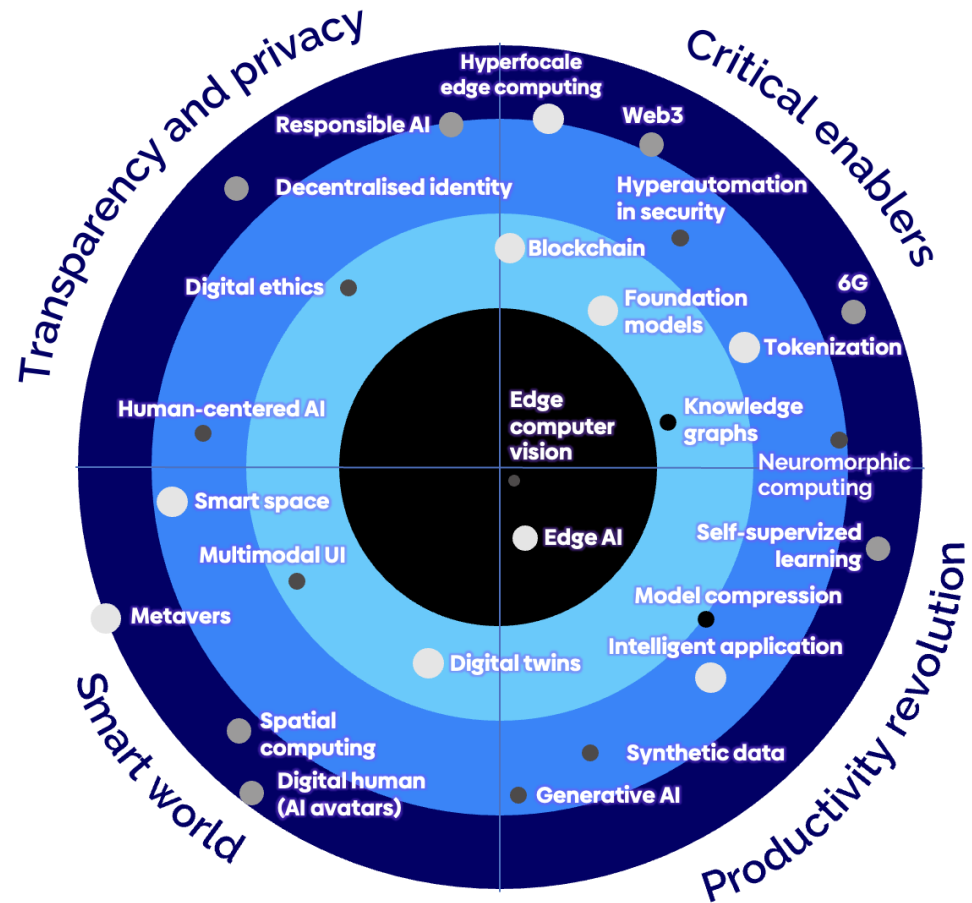 Transparency and privacy
Critical enablers
Hyperfocale
edge computing
Web3
Responsible AI
Decentralised identity
Hyperautomation
in security
Blockchain
6G
Digital ethics
Foundation
models
Tokenization
Human-centered AI
Edge
computer
vision
Knowledge
graphs
Neuromorphic
computing
Smart space
Edge AI
Self-supervized
learning
Multimodal UI
Model compression
Metavers
Intelligent application
Digital twins
Spatial
computing
Synthetic data
Digital human
(AI avatars)
Generative AI
Smart world
Productivity revolution